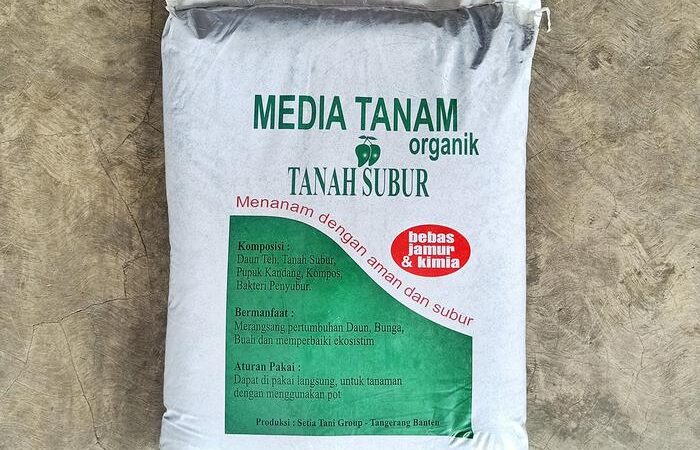 MEDIA TANAM
organik
TANAH SUBUR
Menanam dengan aman dan subur
bebas
jamur
& kimia
Komposisi :
Daun Teh, Tanah Subur,
Pupuk Kandang, Kompos,
Bakteri Penyubur.
Bermanfaat :
Merangsang pertumbuhan Daun, Bunga,
Buah dan memperbaiki ekosistim
Aturan Pakai :
Dapat di pakai langsung, untuk tanaman
dengan menggunakan pot
Produksi : Setia Tani Group - Tangerang Banten